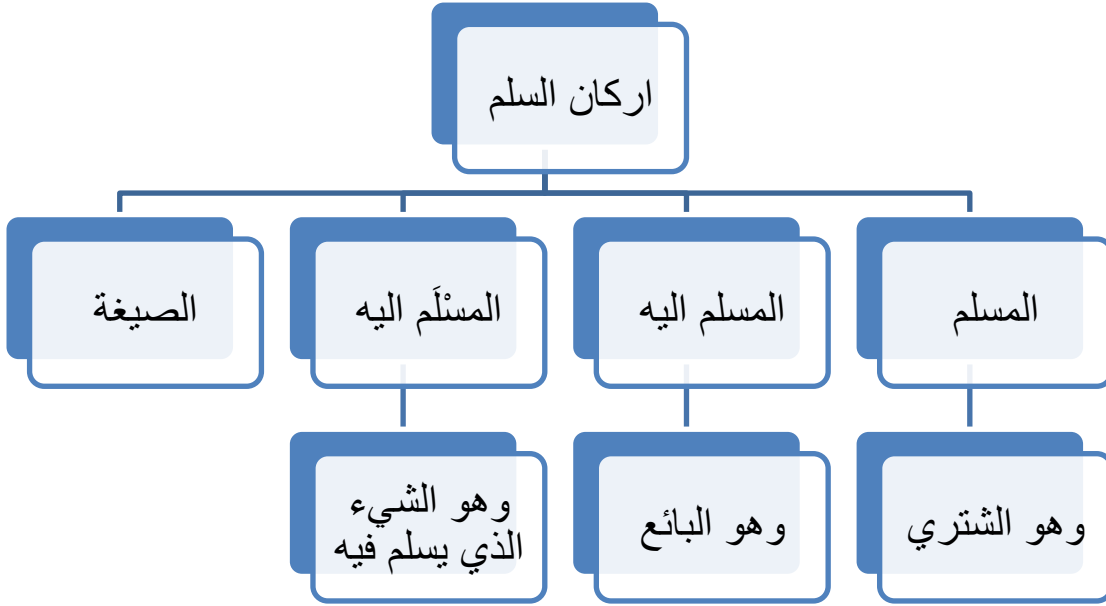 اركان السلم
المسلم
المسلم اليه
المسْلَم اليه
الصيغة
وهو الشتري
وهو البائع
وهو الشيء
الذي يسلم فيه